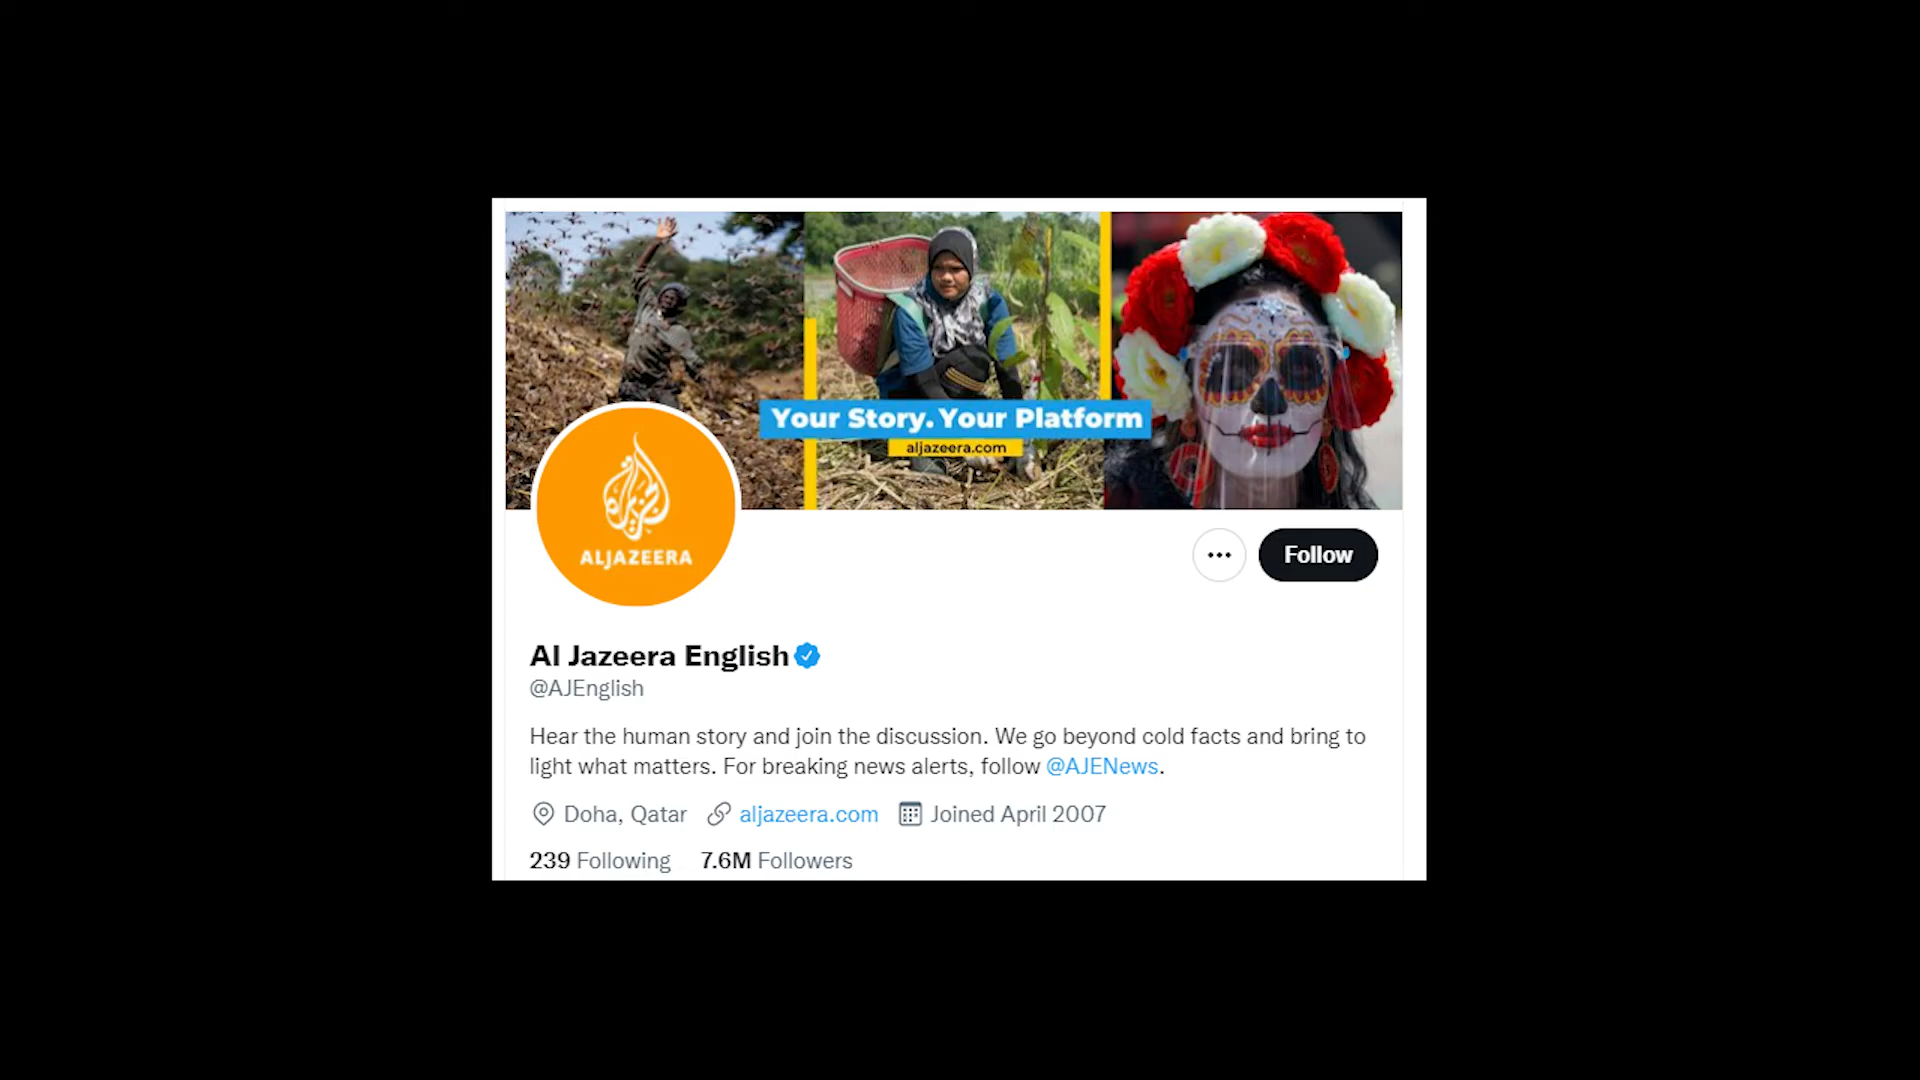 Your Story. Your Platform
aljazeera.com
الجزيرة
ALJAZEERA
Follow
Al Jazeera English
@AJEnglish
Hear the human story and join the discussion. We go beyond cold facts and bring to
light what matters. For breaking news alerts, follow @AJENews.
Doha, Qatar aljazeera.com Joined April 2007
239 Following 7.6M Followers